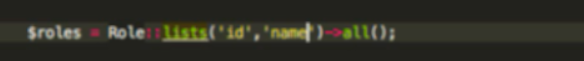 $roles = Role::lists('id','name')->all();